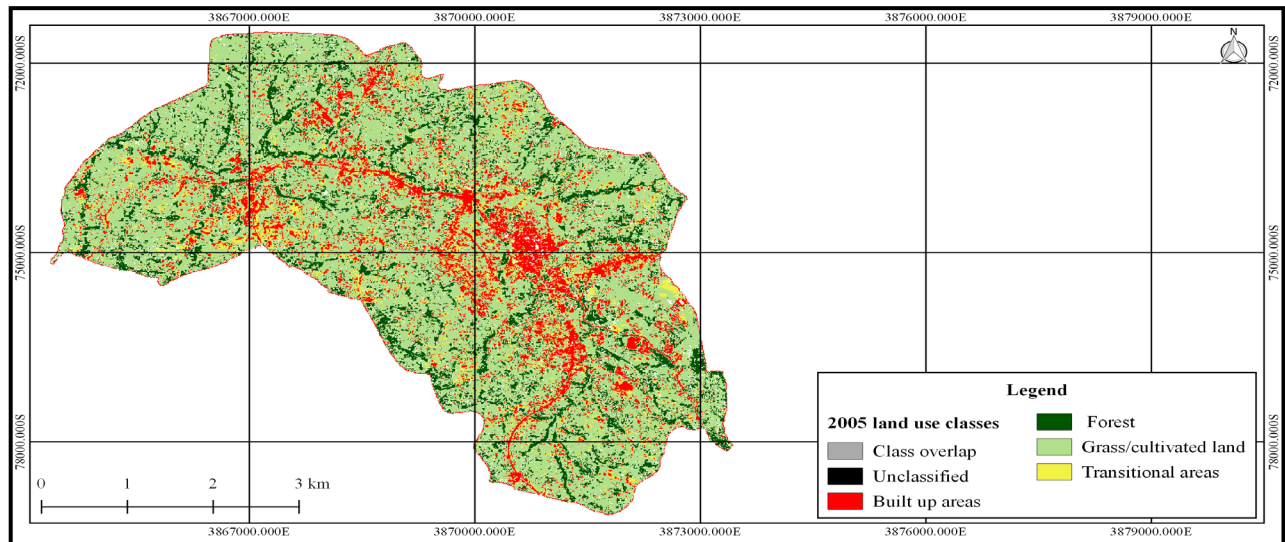 3867000.000E 3870000.000E 3873000.000E 3876000.000E 3879000.000E
N
72000.000S 72000.000S
75000.000S 75000.000S
78000.000S 78000.000S
Legend
2005 land use classes
Class overlap
Unclassified
Built up areas
Forest
Grass/cultivated land
Transitional areas
0 1 2 3 km
3867000.000E 3870000.000E 3873000.000E 3876000.000E 3879000.000E